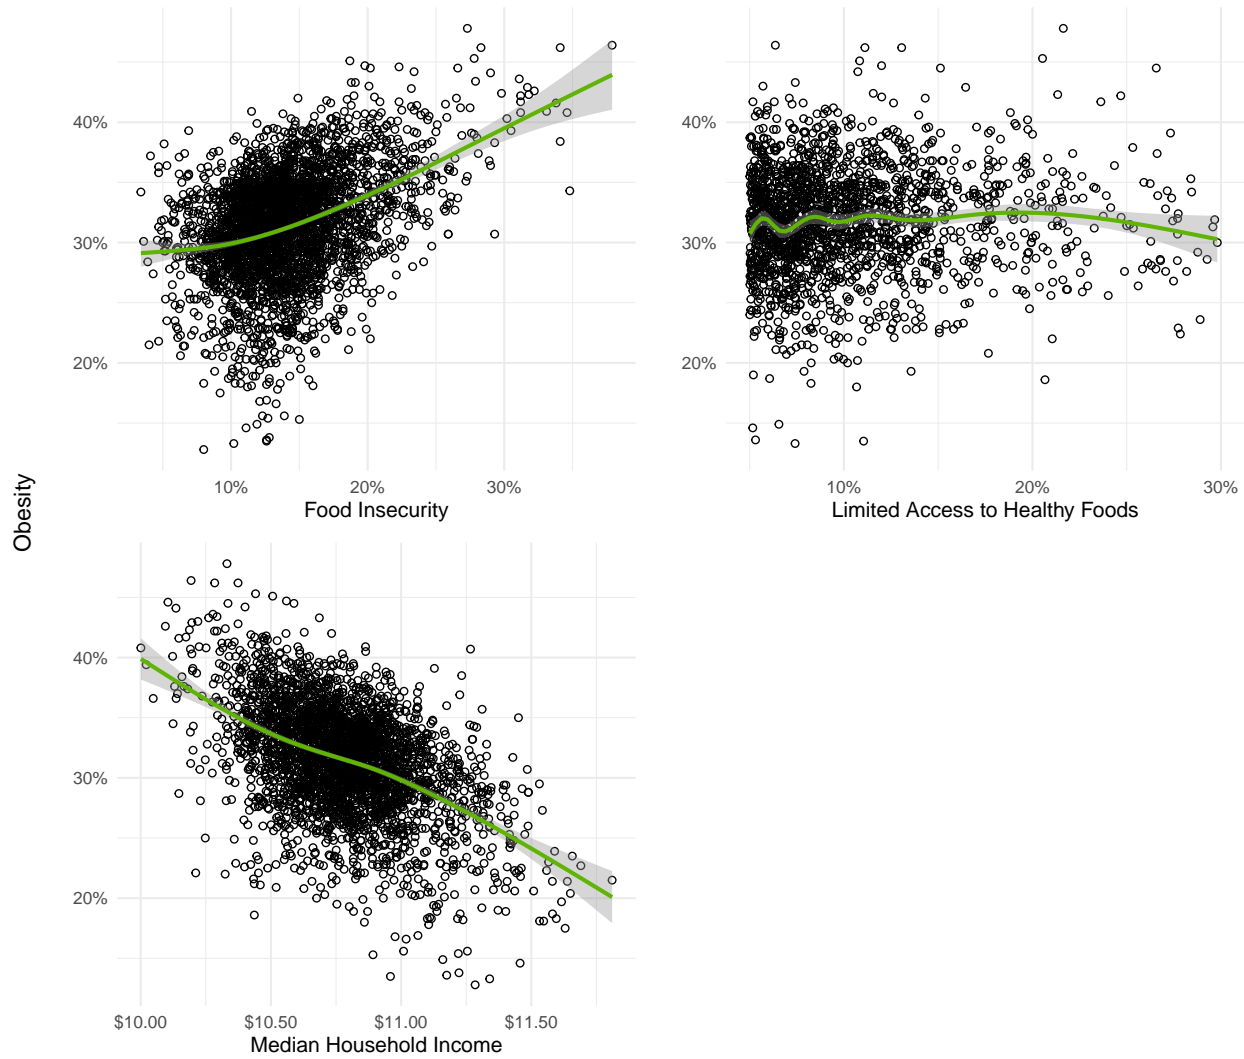 40%
30%
20%
10% 20% 30%
Food Insecurity
40%
30%
20%
10% 20% 30%
Limited Access to Healthy Foods
Obesity
40%
30%
20%
$10.00 $10.50 $11.00 $11.50
Median Household Income